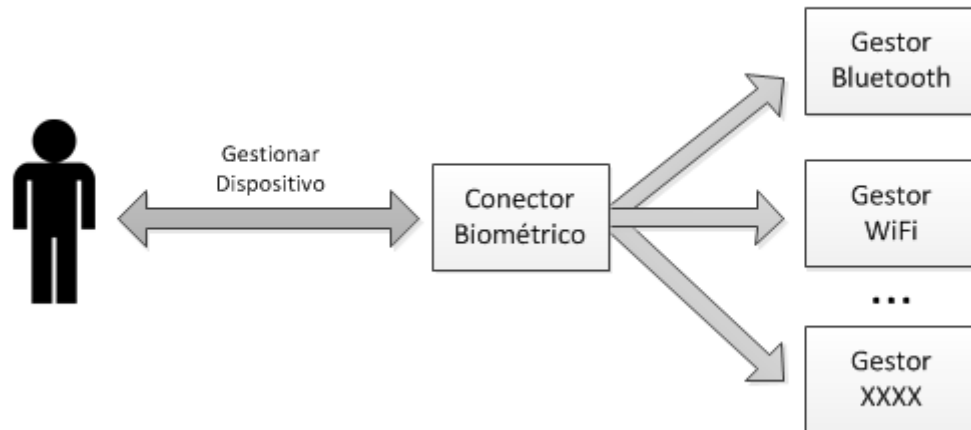 Gestor
Bluetooth
Gestionar
Dispositivo
Conector
Biométrico
Gestor
WiFi
...
Gestor
XXXX